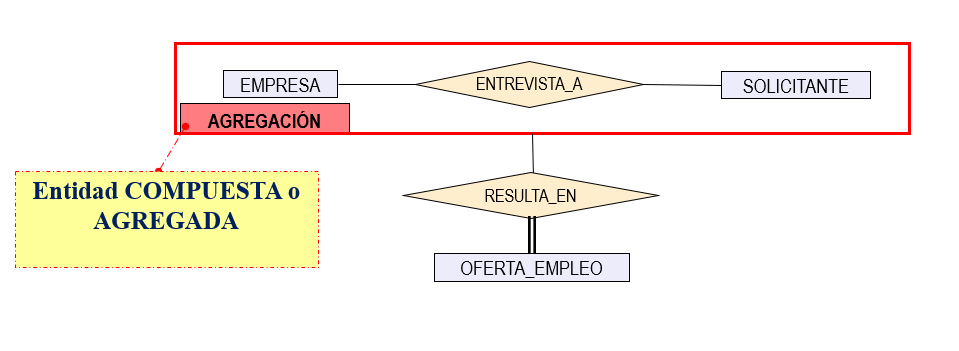 EMPRESA
ENTREVISTA_A
SOLICITANTE
AGREGACIÓN
Entidad COMPUESTA o
AGREGADA
RESULTA_EN
OFERTA_EMPLEO